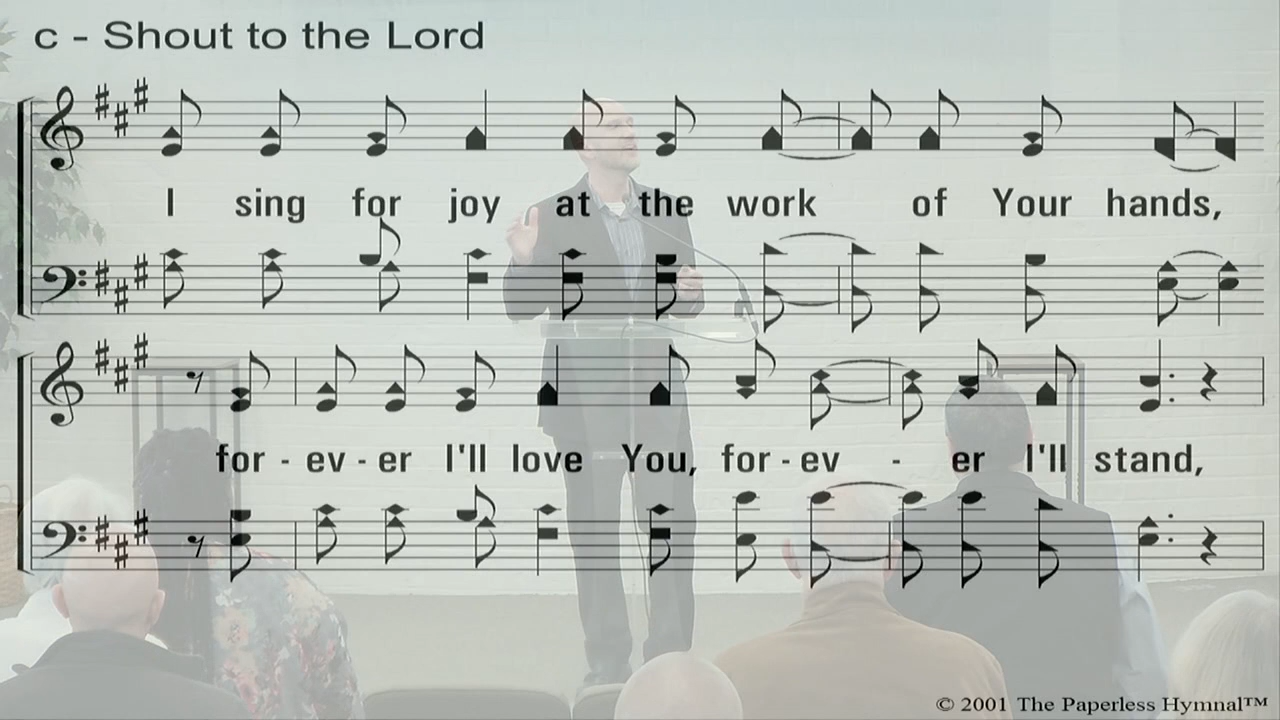 c - Shout to the Lord
I sing for joy at the work of Your hands,
for - ev - er I'll love You, for - ev - er I'll stand,
© 2001 The Paperless Hymnal™